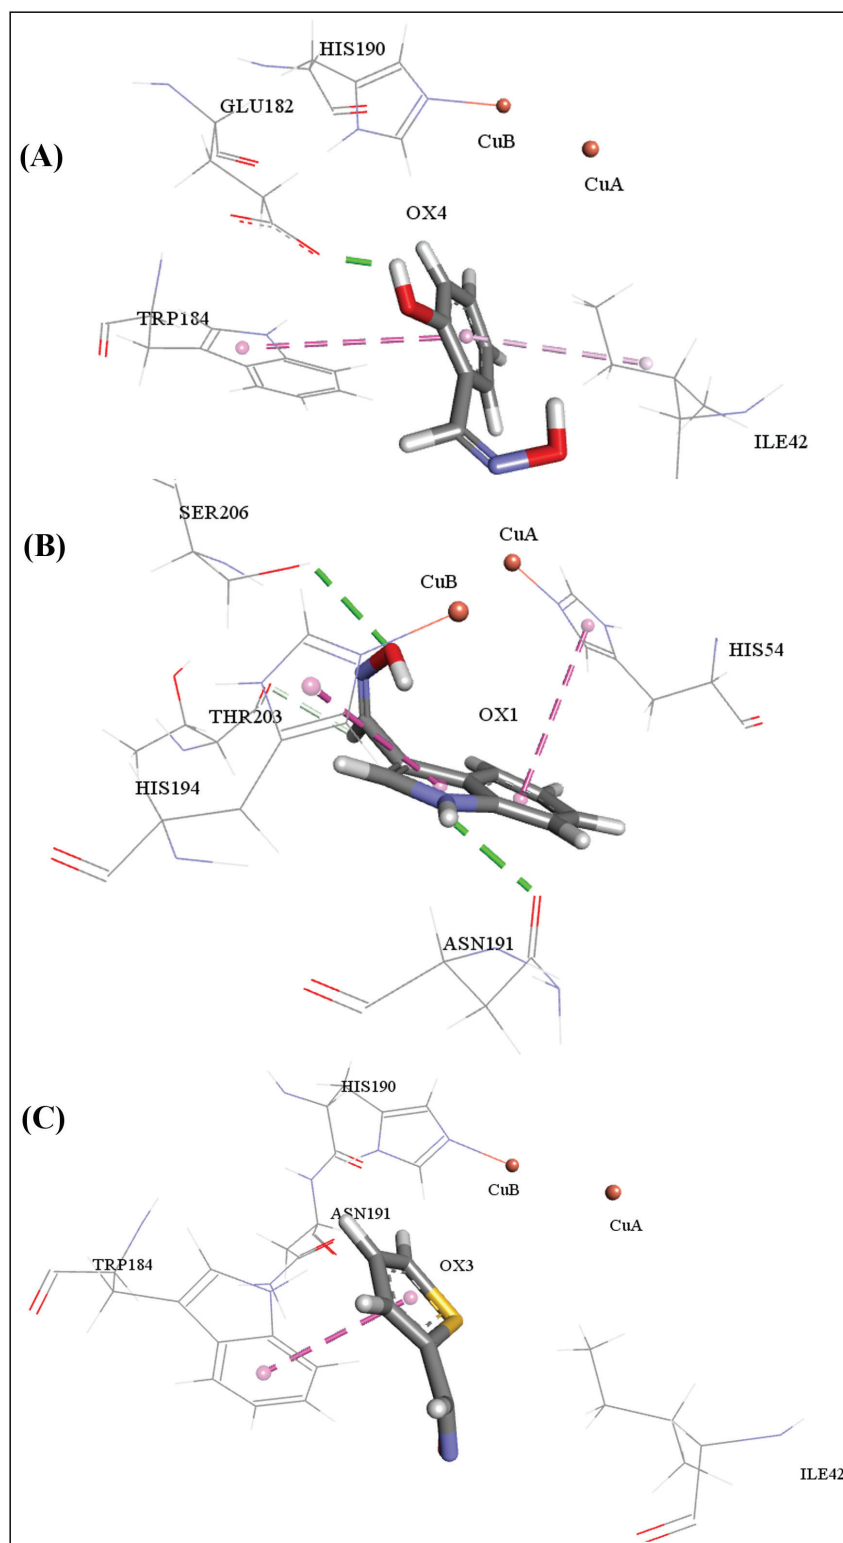 HIS190
GLU182
CuB
(A)
CuA
OX4
TRP184
ILE42
SER206
(B)
CuA
CuB
HIS54
THR203
OX1
HIS194
ASN191
HIS190
(C)
CuB
ASN191
CuA
TRP184
OX3
ILE42